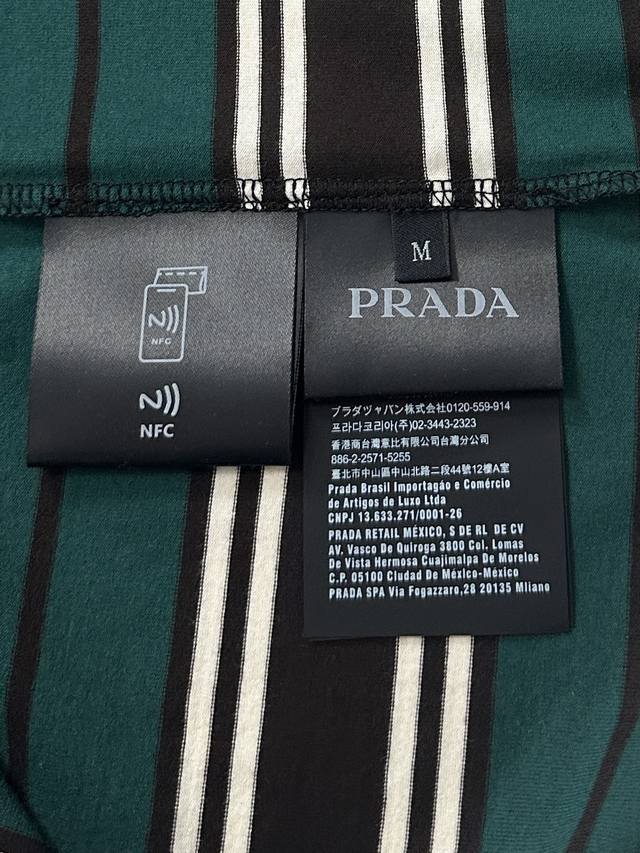 NFC
NFC
M
PRADA
プラダジャパン株式会社0120-559-914
프라다코리아(주)02-3443-2323
香港商台灣意比有限公司台灣分公司
886-2-2571-5255
臺北市中山區中山北路二段44號12樓A室
Prada Brasil Importagáo e Comércio
de Artigos de Luxo Ltda
CNPJ 13.633.271/0001-26
PRADA RETAIL MÉXICO, S DE RL DE CV
AV. Vasco De Quiroga 3800 Col. Lomas
De Vista Hermosa Cuajimalpa De Morelos
C.P. 05100 Ciudad De México-México
PRADA SPA Via Fogazzaro,28 20135 Mliano